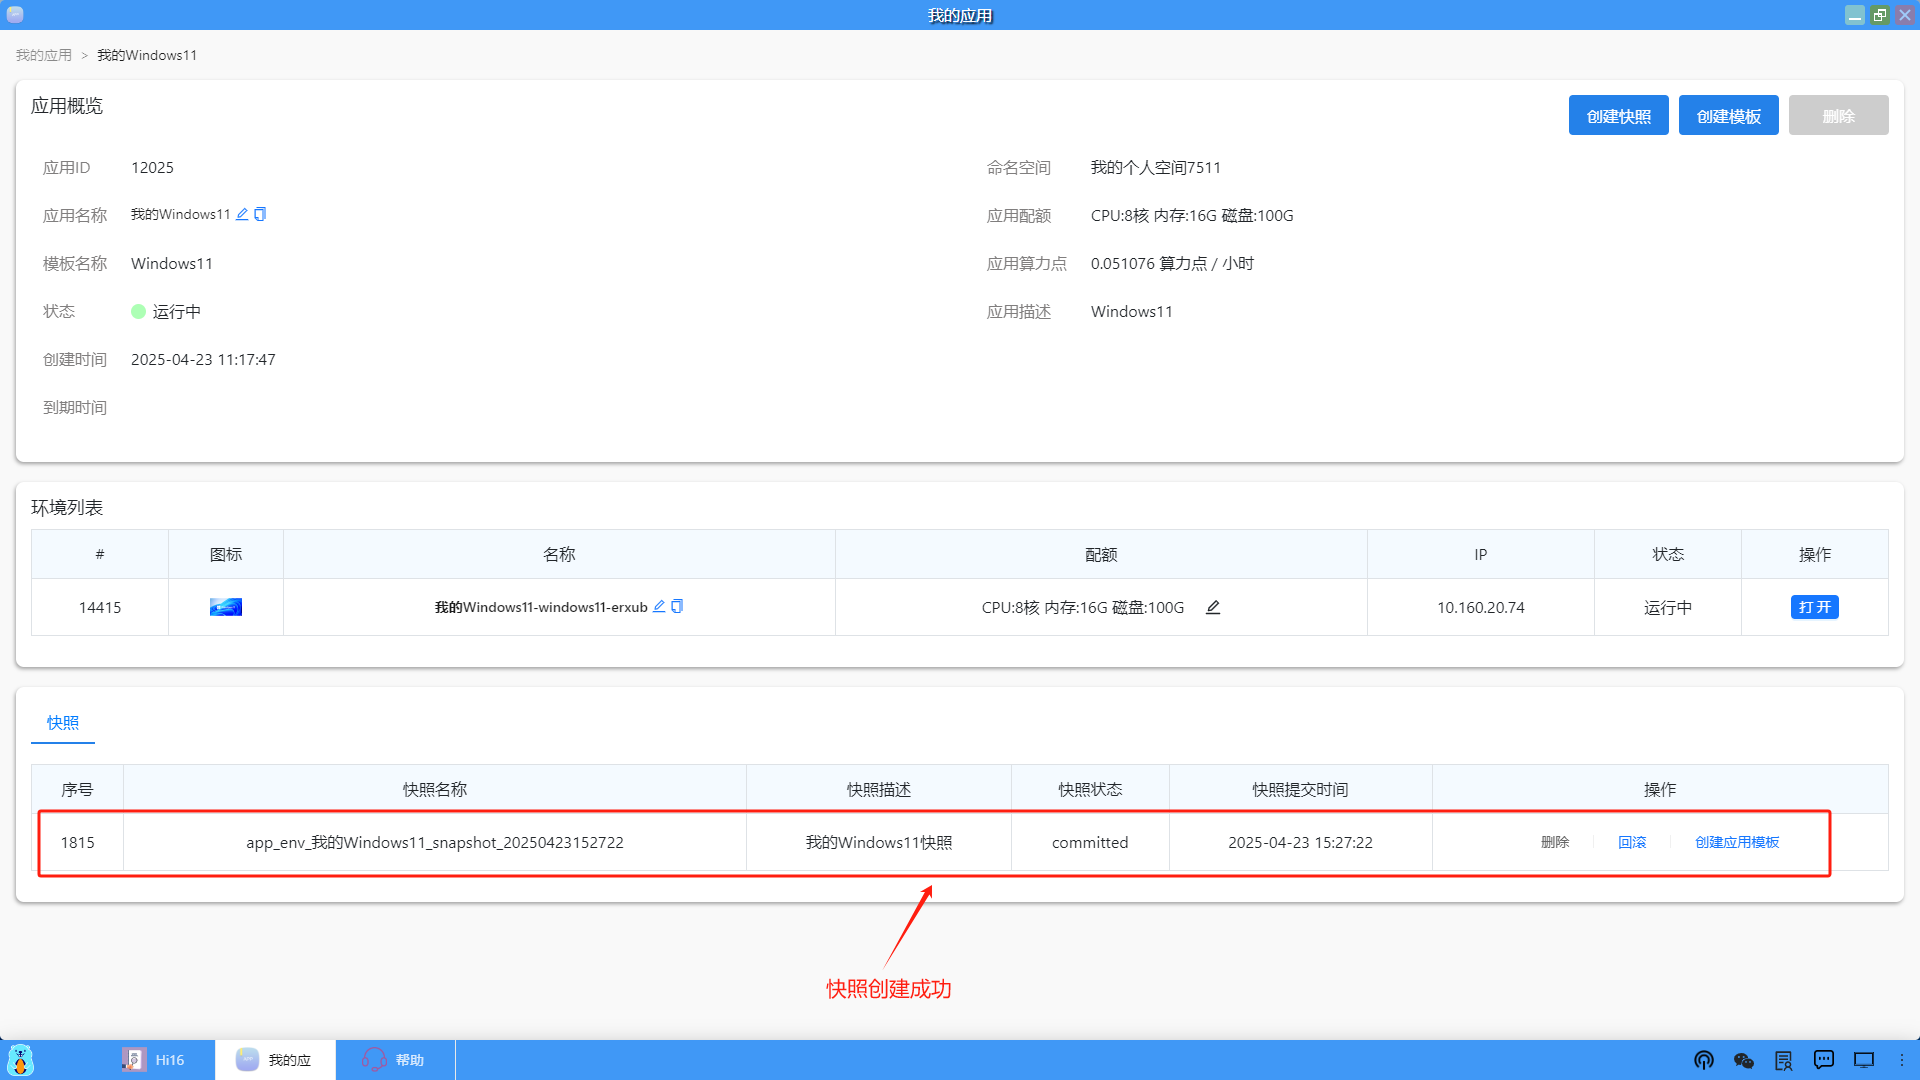 我的应用
我的应用 > 我的Windows11
应用概览
创建快照 创建模板 删除
应用ID 12025 命名空间 我的个人空间7511
应用名称 我的Windows11 应用配额 CPU:8核 内存:16G 磁盘:100G
模板名称 Windows11 应用算力点 0.051076 算力点 / 小时
状态 运行中 应用描述 Windows11
创建时间 2025-04-23 11:17:47
到期时间
环境列表
# 图标 名称 配额 IP 状态 操作
14415 我的Windows11-windows11-erxub CPU:8核 内存:16G 磁盘:100G 10.160.20.74 运行中 打 开
快照
序号 快照名称 快照描述 快照状态 快照提交时间 操作
1815 app_env_我的Windows11_snapshot_20250423152722 我的Windows11快照 committed 2025-04-23 15:27:22 删除 回滚 创建应用模板
快照创建成功
Hi16 我的应 帮助